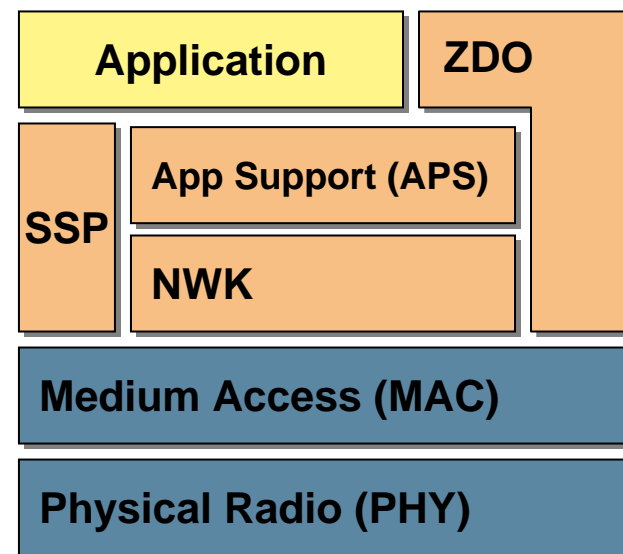 Application
ZDO
App Support (APS)
SSP
NWK
Medium Access (MAC)
Physical Radio (PHY)